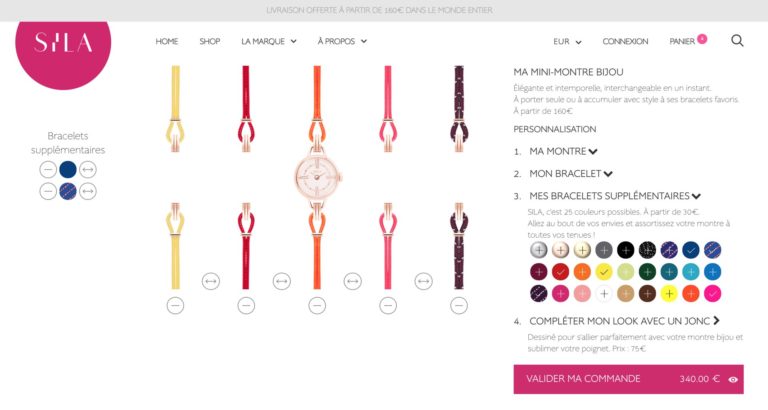 LIVRAISON OFFERTE À PARTIR DE 160€ DANS LE MONDE ENTIER
SILA
HOME
SHOP
LA MARQUE
À PROPOS
EUR
CONNEXION
PANIER
MA MINI-MONTRE BIJOU
Élégante et intemporelle, interchangeable en un instant.
À porter seule ou à accumuler avec style à ses bracelets favoris.
À partir de 160€
PERSONNALISATION
Bracelets
supplémentaires
1. MA MONTRE
2. MON BRACELET
3. MES BRACELETS SUPPLÉMENTAIRES
SILA, c'est 25 couleurs possibles. À partir de 30€.
Allez au bout de vos envies et assortissez votre montre à
toutes vos tenues !
4. COMPLÉTER MON LOOK AVEC UN JONC
Dessiné pour s'allier parfaitement avec votre montre bijou et
sublimer votre poignet. Prix : 75€
VALIDER MA COMMANDE 340.00 €